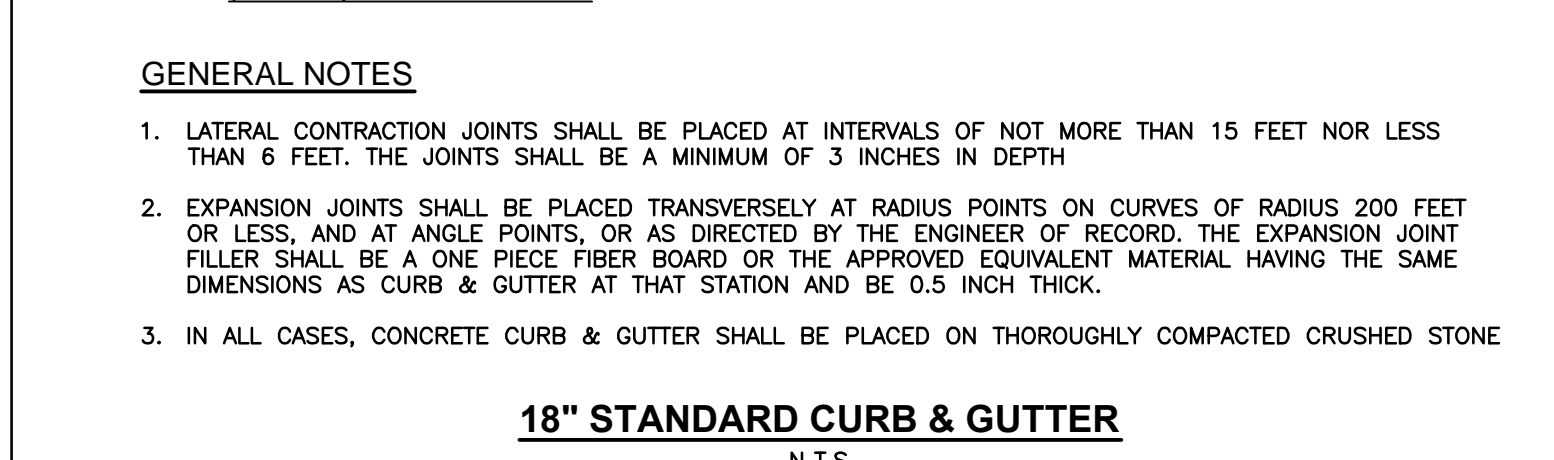 GENERAL NOTES
1. LATERAL CONTRACTION JOINTS SHALL BE PLACED AT INTERVALS OF NOT MORE THAN 15 FEET NOR LESS
THAN 6 FEET. THE JOINTS SHALL BE A MINIMUM OF 3 INCHES IN DEPTH
2. EXPANSION JOINTS SHALL BE PLACED TRANSVERSELY AT RADIUS POINTS ON CURVES OF RADIUS 200 FEET
OR LESS, AND AT ANGLE POINTS, OR AS DIRECTED BY THE ENGINEER OF RECORD. THE EXPANSION JOINT
FILLER SHALL BE A ONE PIECE FIBER BOARD OR THE APPROVED EQUIVALENT MATERIAL HAVING THE SAME
DIMENSIONS AS CURB & GUTTER AT THAT STATION AND BE 0.5 INCH THICK.
3. IN ALL CASES, CONCRETE CURB & GUTTER SHALL BE PLACED ON THOROUGHLY COMPACTED CRUSHED STONE
18" STANDARD CURB & GUTTER